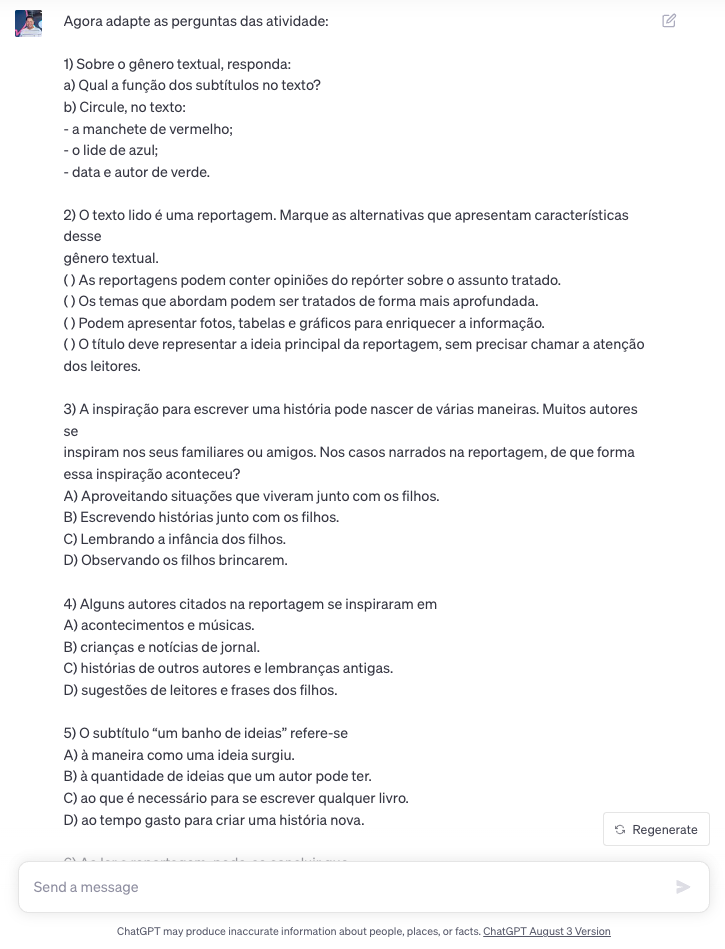 Agora adapte as perguntas das atividade:
1) Sobre o gênero textual, responda:
a) Qual a função dos subtítulos no texto?
b) Circule, no texto:
- a manchete de vermelho;
- o lide de azul;
- data e autor de verde.
2) O texto lido é uma reportagem. Marque as alternativas que apresentam características
desse
gênero textual.
( ) As reportagens podem conter opiniões do repórter sobre o assunto tratado.
( ) Os temas que abordam podem ser tratados de forma mais aprofundada.
( ) Podem apresentar fotos, tabelas e gráficos para enriquecer a informação.
( ) O título deve representar a ideia principal da reportagem, sem precisar chamar a atenção
dos leitores.
3) A inspiração para escrever uma história pode nascer de várias maneiras. Muitos autores
se
inspiram nos seus familiares ou amigos. Nos casos narrados na reportagem, de que forma
essa inspiração aconteceu?
A) Aproveitando situações que viveram junto com os filhos.
B) Escrevendo histórias junto com os filhos.
C) Lembrando a infância dos filhos.
D) Observando os filhos brincarem.
4) Alguns autores citados na reportagem se inspiraram em
A) acontecimentos e músicas.
B) crianças e notícias de jornal.
C) histórias de outros autores e lembranças antigas.
D) sugestões de leitores e frases dos filhos.
5) O subtítulo “um banho de ideias” refere-se
A) à maneira como uma ideia surgiu.
B) à quantidade de ideias que um autor pode ter.
C) ao que é necessário para se escrever qualquer livro.
D) ao tempo gasto para criar uma história nova.
Regenerate
Send a message
ChatGPT may produce inaccurate information about people, places, or facts. ChatGPT August 3 Version